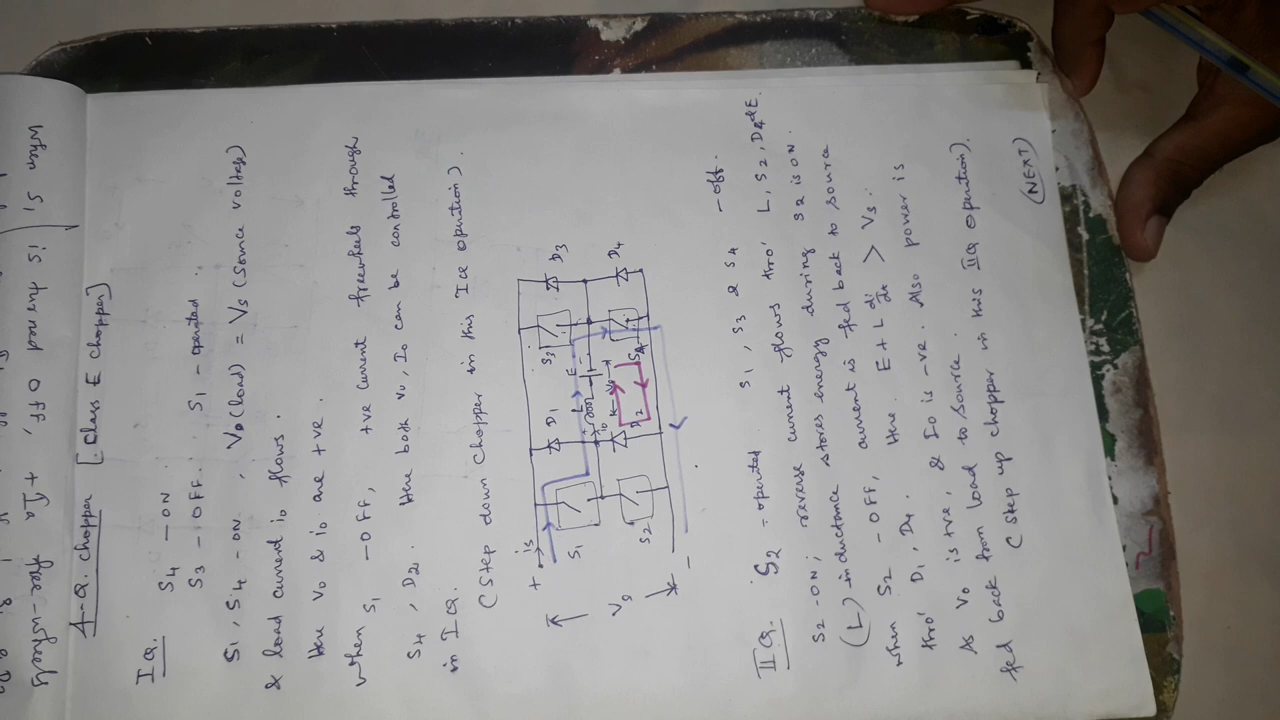 When S1 is turned OFF, + Io free-wheels
4-Q. chopper [Class E chopper]
I Q. S4 - ON
S3 - OFF. S1 - operated.
S1, S4 - ON, Vo(load) = Vs (source voltage)
& load current io flows.
Here Vo & io are +ve.
When S1 - OFF, +ve current freewheels through
S4, D2. Here both Vo, Io can be controlled
in I Q.
(Step down chopper in this I Q operation).
+ is
S1 D1 S3 D3
L E
io
Vs
S2 D2 Vo S4 D4
-
II Q. S2 - operated S1, S3 & S4 - off.
S2 - ON; reverse current flows thro' L, S2, D4 & E.
(L) inductance stores energy during S2 is ON.
When S2 - OFF, current is fed back to source
thro' D1, D4. Here E + L di/dt > Vs.
As Vo is +ve, & Io is -ve. Also power is
fed back from load to source.
(Step up chopper in this II Q operation).
(NEXT)
2